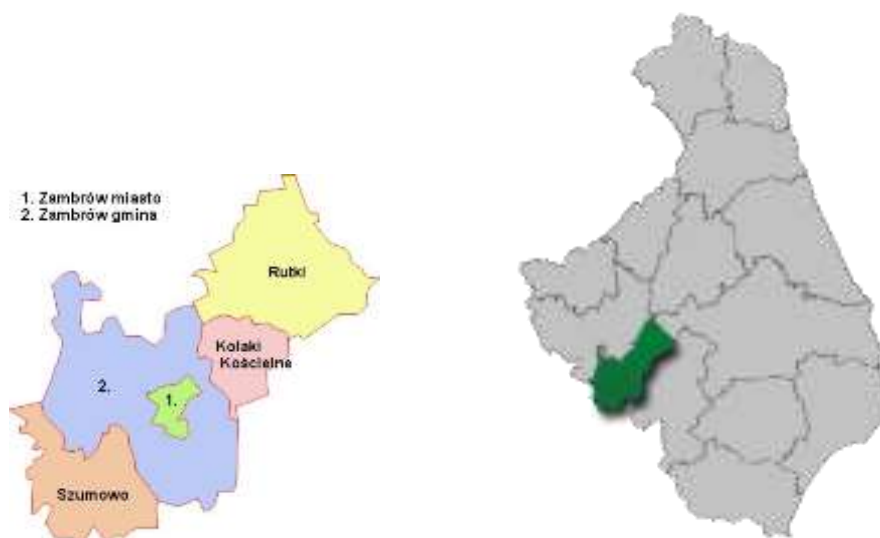 1. Zambrów miasto
2. Zambrów gmina
Rutki
Kołaki
Kościelne
2.
1.
Szumowo